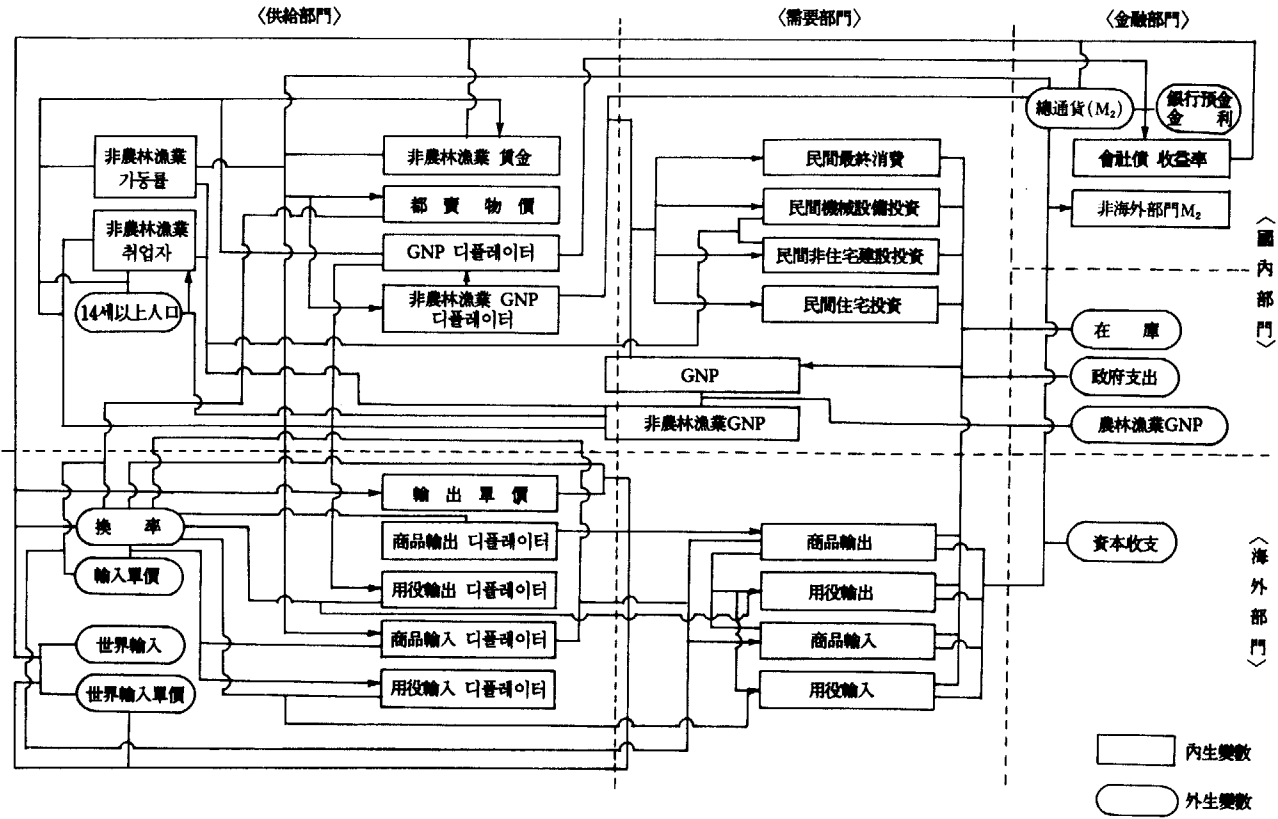 〈供給部門〉
〈需要部門〉
〈金融部門〉
非農林漁業
가동률
非農林漁業
취업자
14세以上人口
非農林漁業 賃金
都賣物價
GNP 디플레이터
非農林漁業 GNP
디플레이터
民間最終消費
民間機械設備投資
民間非住宅建設投資
民間住宅投資
GNP
非農林漁業GNP
總通貨(M₂)
銀行預金
金利
會社債 收益率
非海外部門M₂
在庫
政府支出
農林漁業GNP
〈國內部門〉
換率
輸入單價
世界輸入
世界輸入單價
輸出單價
商品輸出 디플레이터
用役輸出 디플레이터
商品輸入 디플레이터
用役輸入 디플레이터
商品輸出
用役輸出
商品輸入
用役輸入
資本收支
〈海外部門〉
內生變數
外生變數